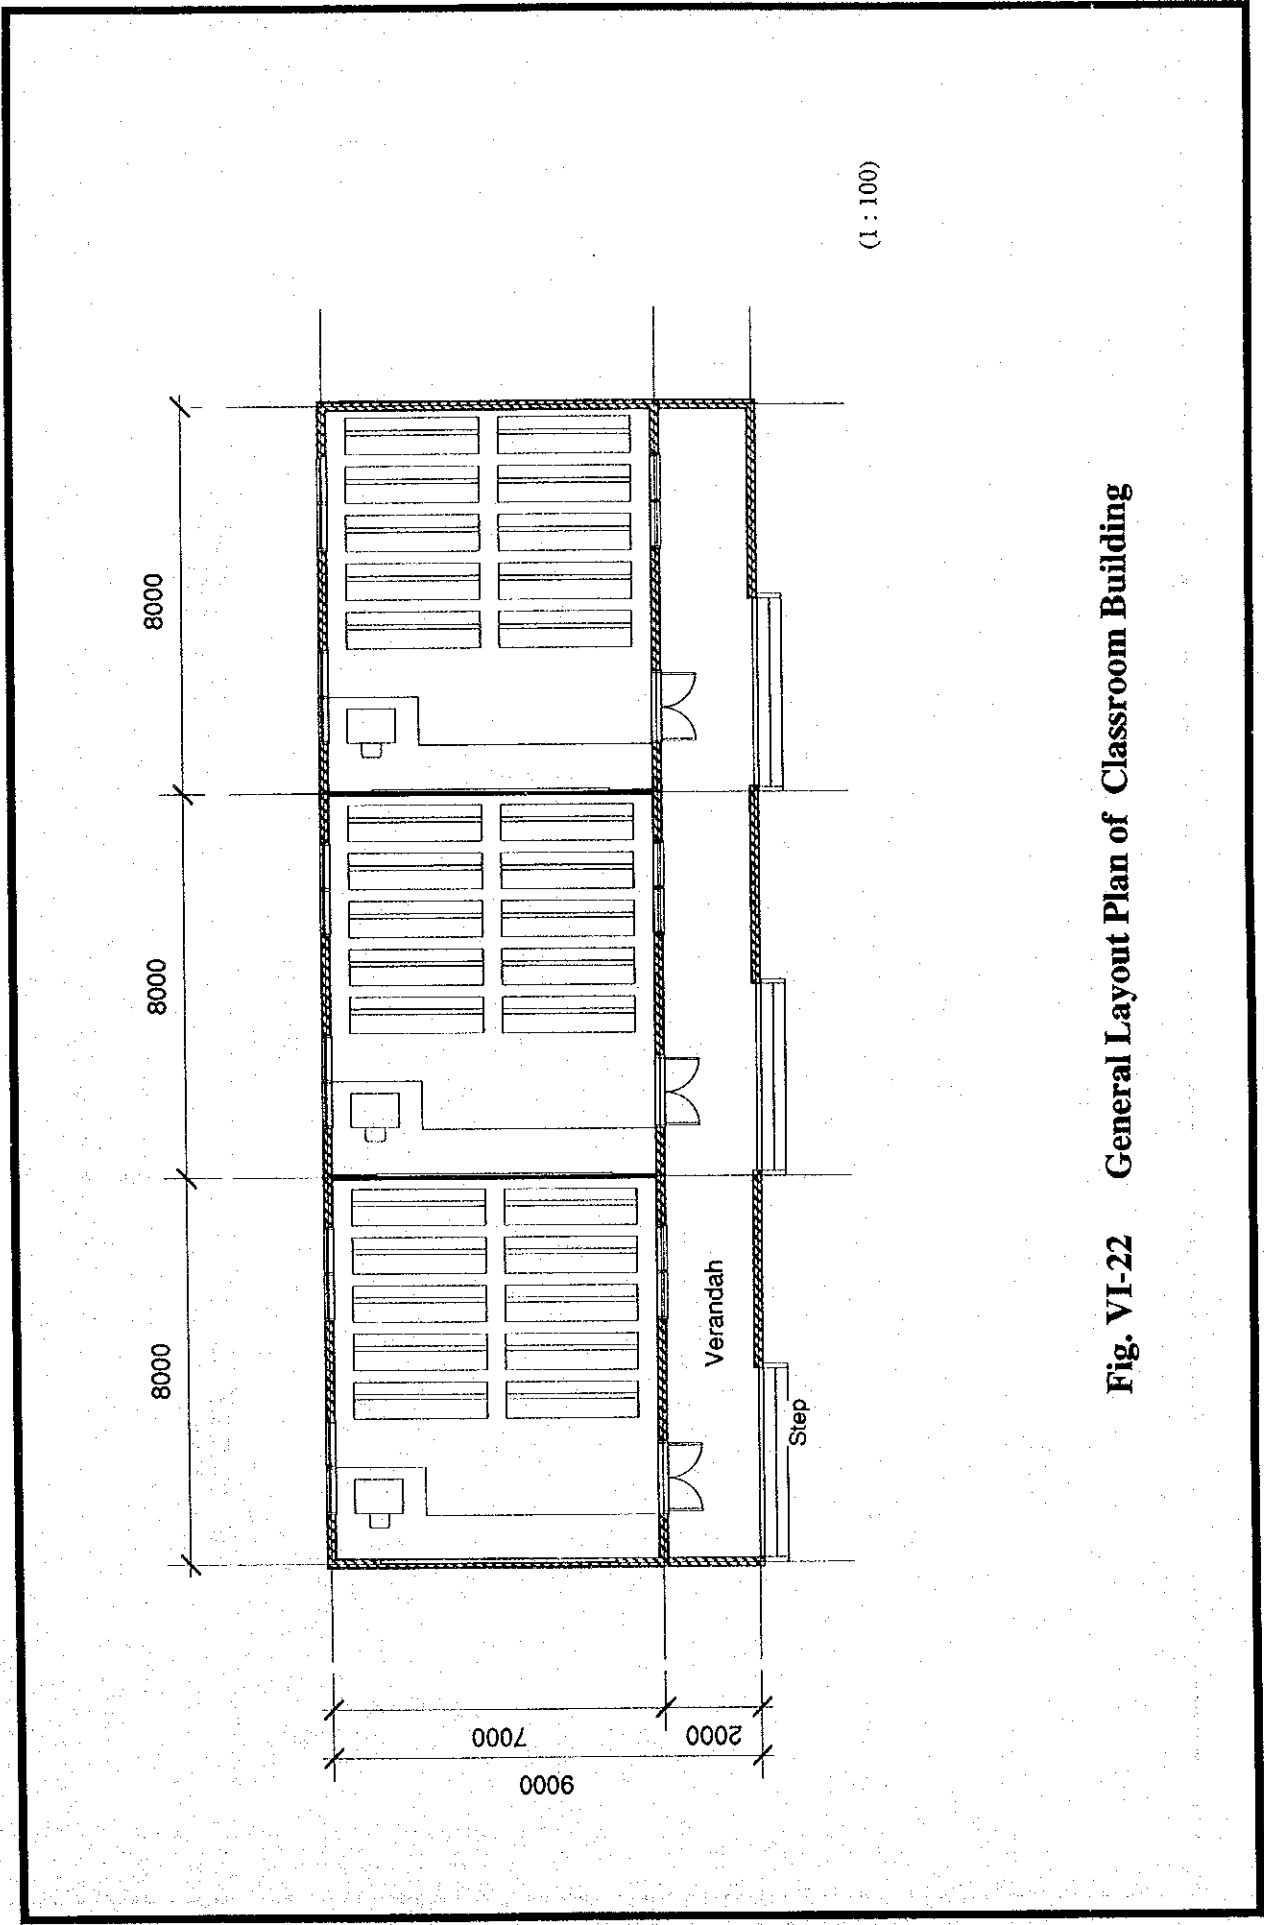 8000
8000
8000
7000
2000
9000
Verandah
Step
(1 : 100)
Fig. VI-22 General Layout Plan of Classroom Building